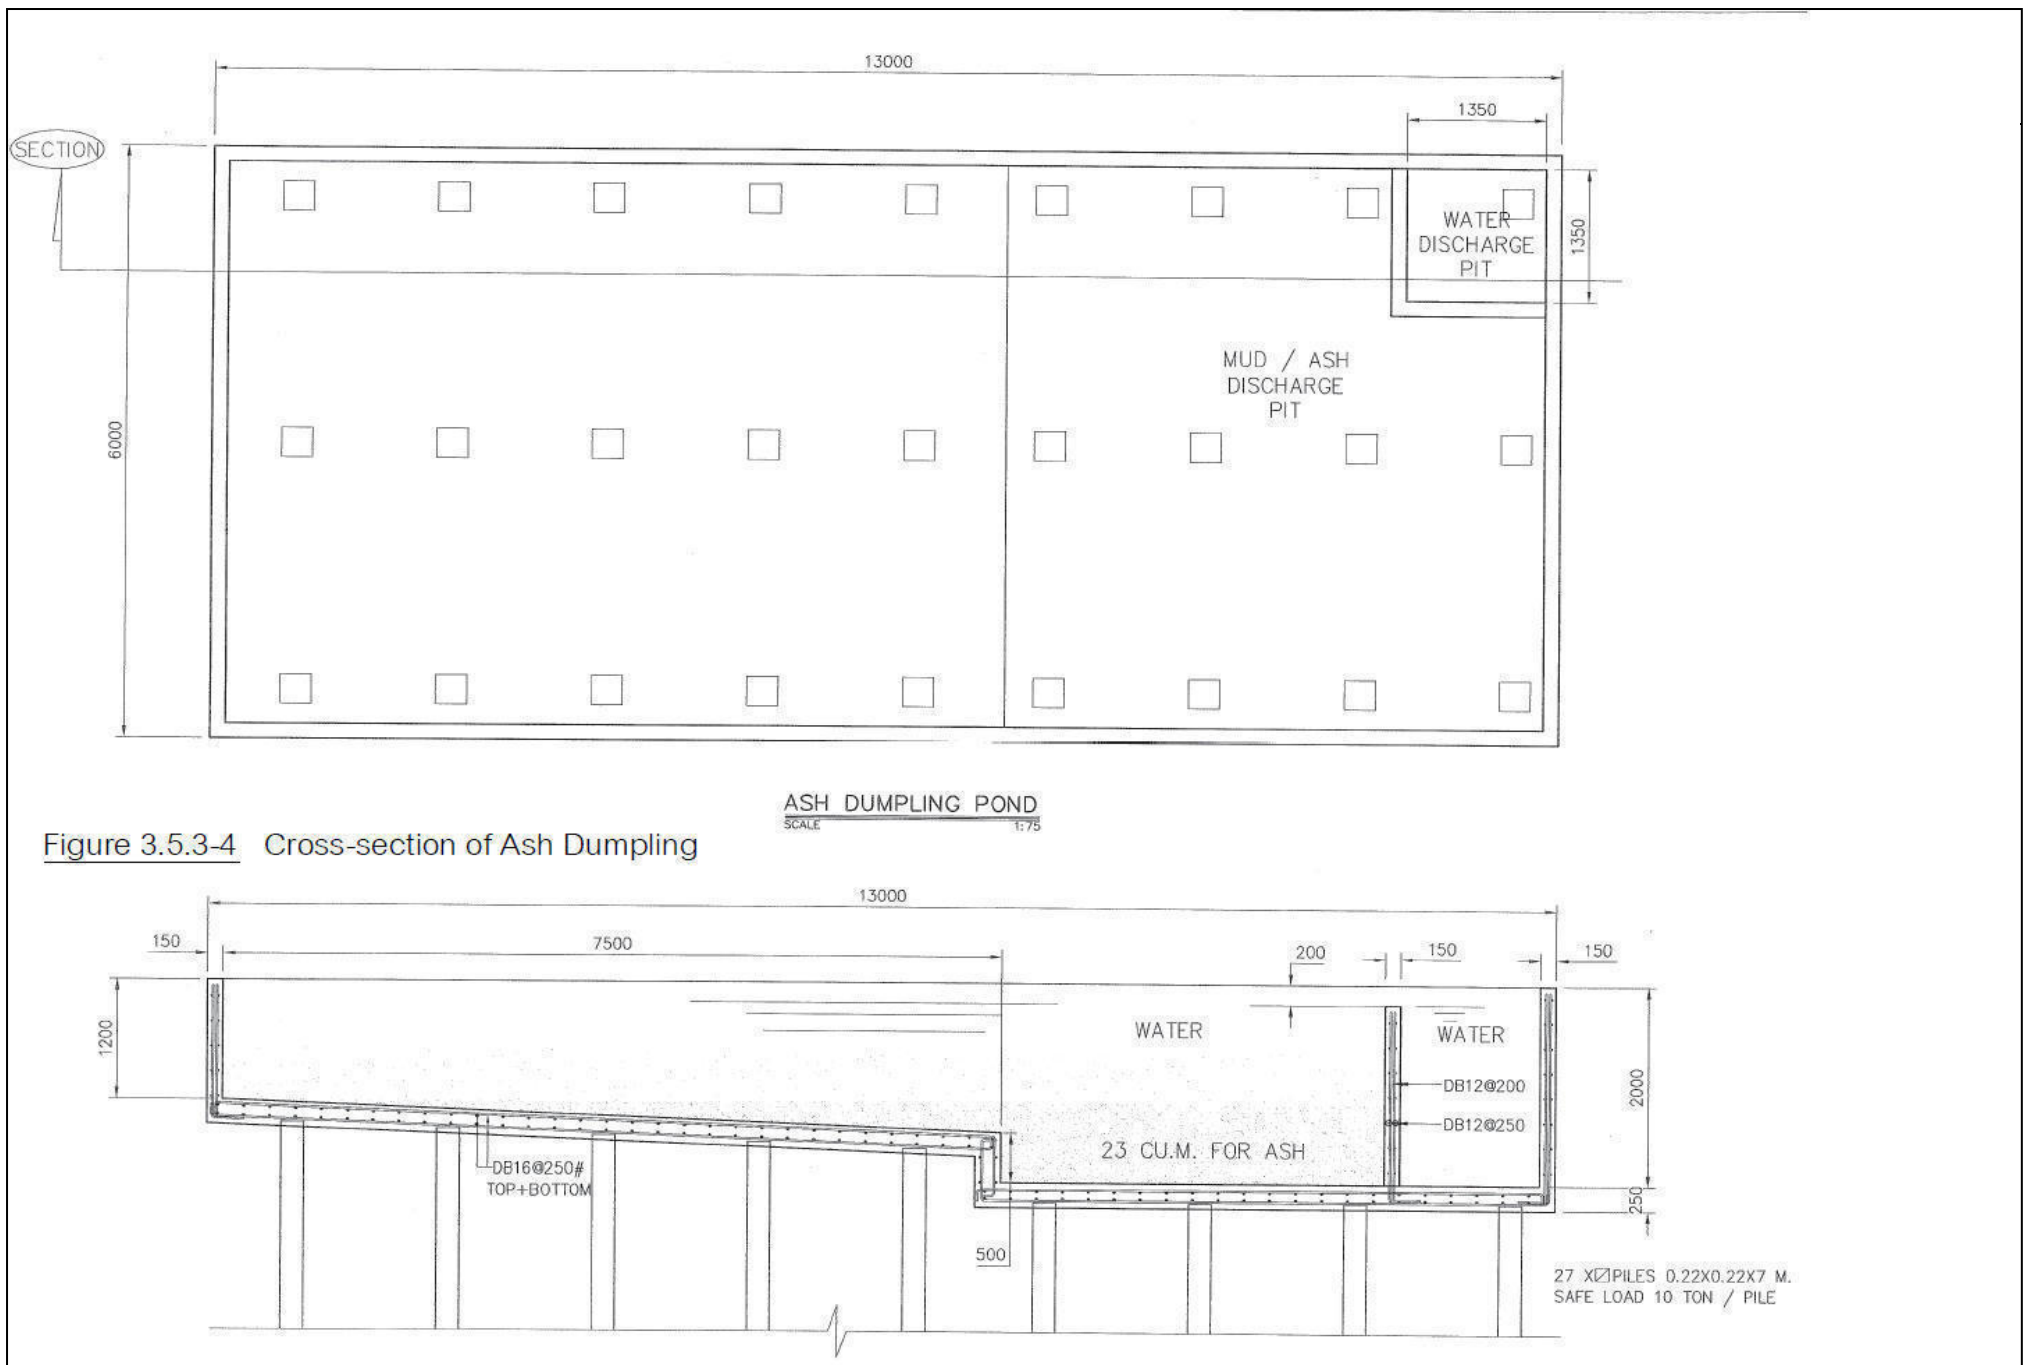 13000
1350
SECTION
WATER
DISCHARGE
PIT
1350
MUD / ASH
DISCHARGE
PIT
6000
ASH DUMPLING POND
SCALE 1:75
Figure 3.5.3-4 Cross-section of Ash Dumpling
13000
150
7500
200
150
150
1200
WATER
WATER
DB12@200
2000
DB12@250
23 CU.M. FOR ASH
DB16@250#
TOP+BOTTOM
250
500
27 X PILES 0.22X0.22X7 M.
SAFE LOAD 10 TON / PILE